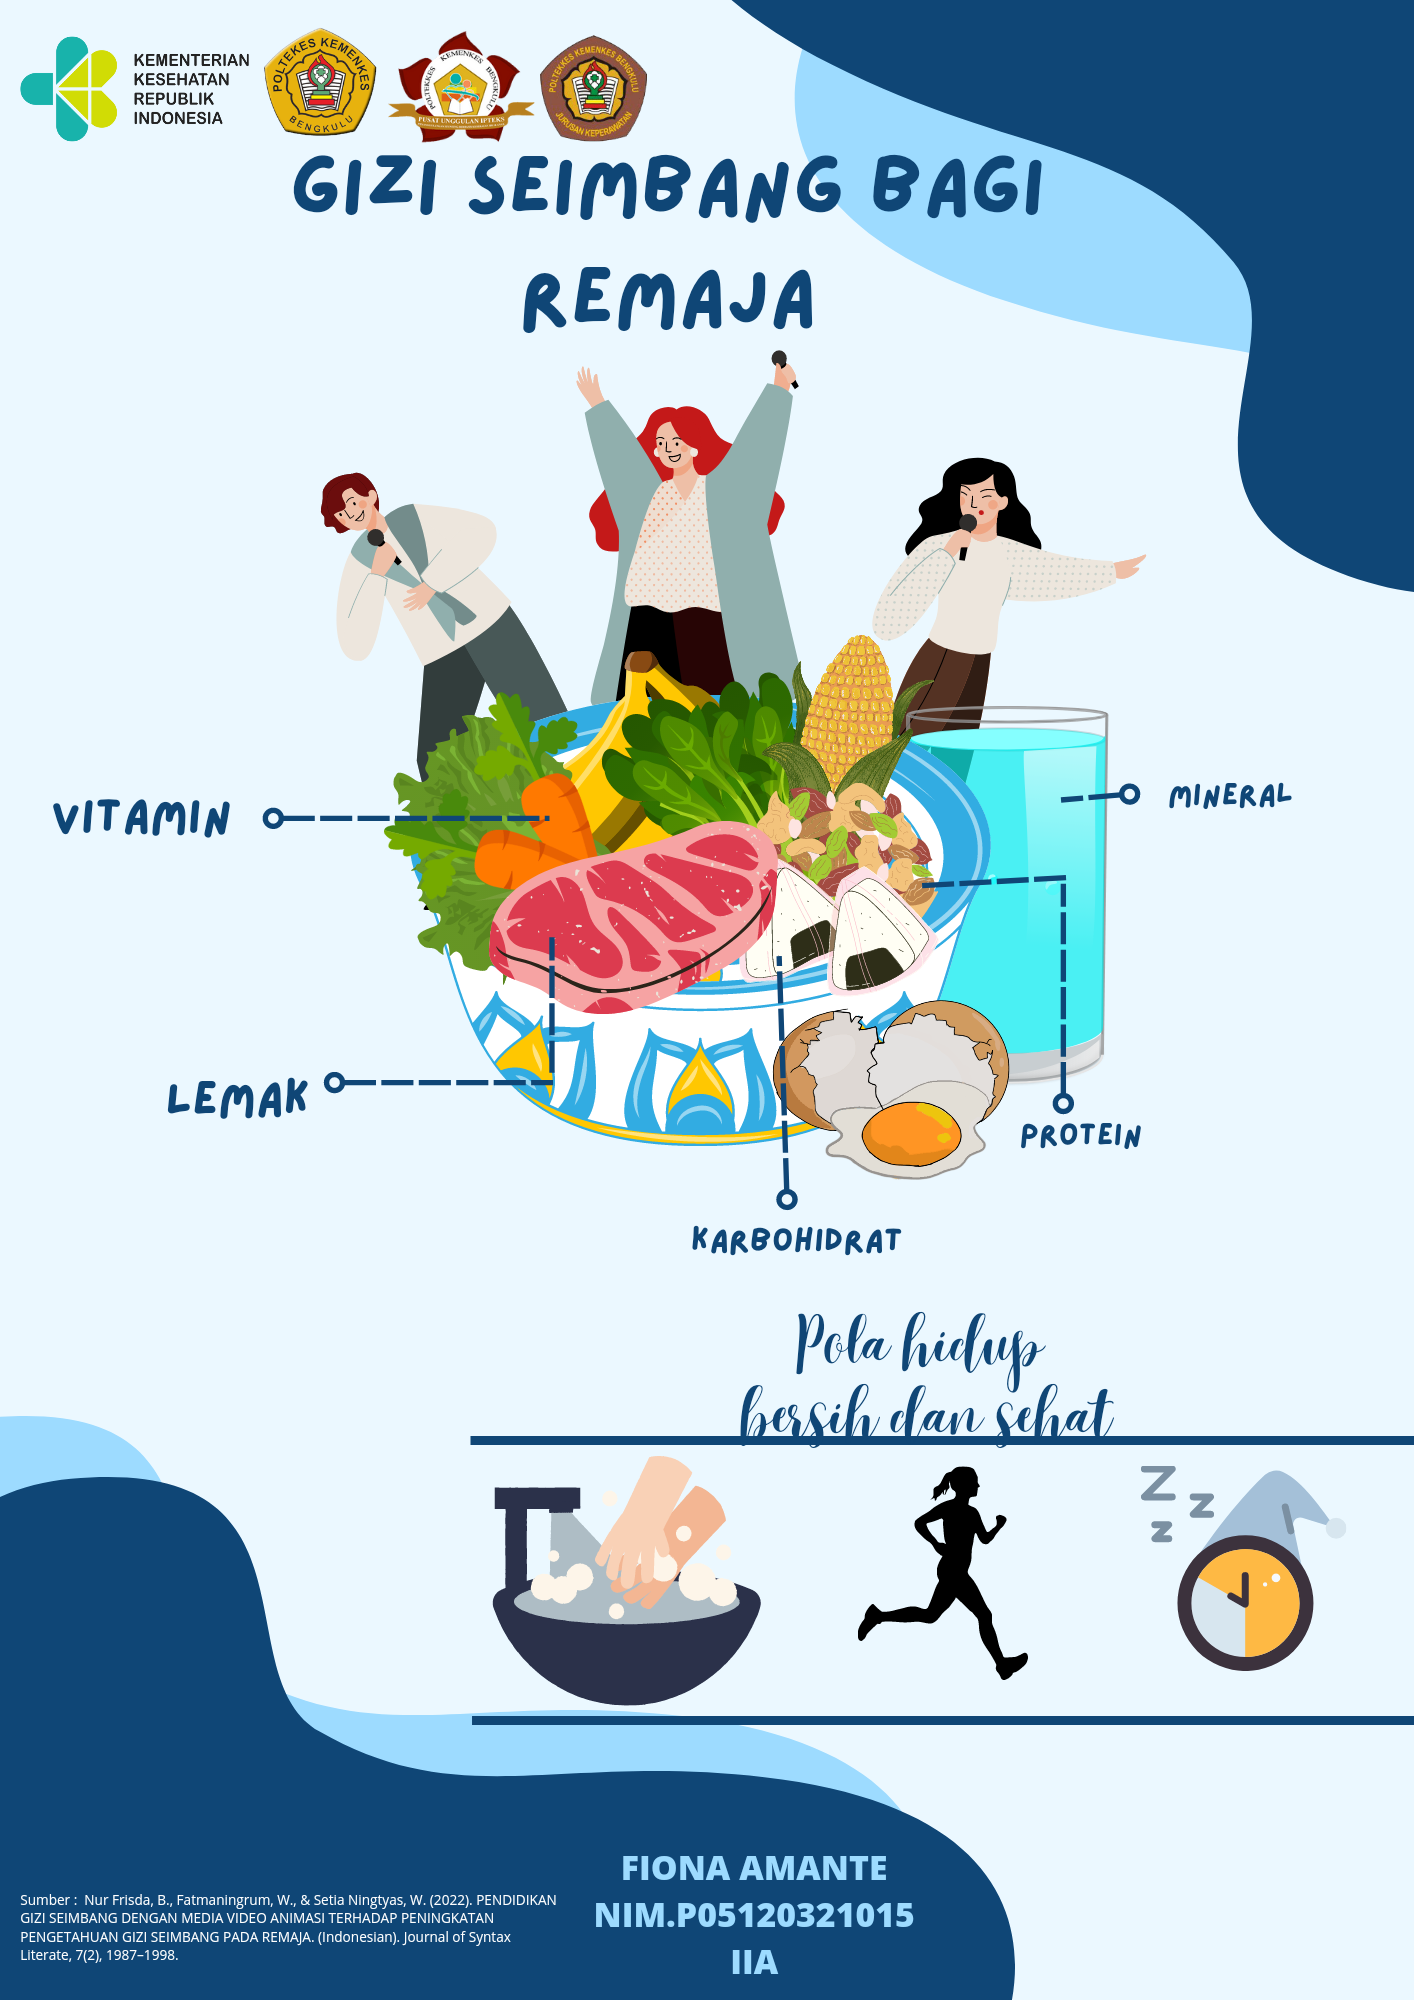 KEMENTERIAN
KESEHATAN
REPUBLIK
INDONESIA
POLTEKES KEMENKES
BENGKULU
POLTEKKES KEMENKES BENGKULU
PUSAT UNGGULAN IPTEKS
POLTEKKES KEMENKES BENGKULU
JURUSAN KEPERAWATAN
GIZI SEIMBANG BAGI
REMAJA
VITAMIN
MINERAL
LEMAK
PROTEIN
KARBOHIDRAT
Pola hidup
bersih dan sehat
Z Z
Z
FIONA AMANTE
NIM.P05120321015
IIA
Sumber : Nur Frisda, B., Fatmaningrum, W., & Setia Ningtyas, W. (2022). PENDIDIKAN
GIZI SEIMBANG DENGAN MEDIA VIDEO ANIMASI TERHADAP PENINGKATAN
PENGETAHUAN GIZI SEIMBANG PADA REMAJA. (Indonesian). Journal of Syntax
Literate, 7(2), 1987–1998.